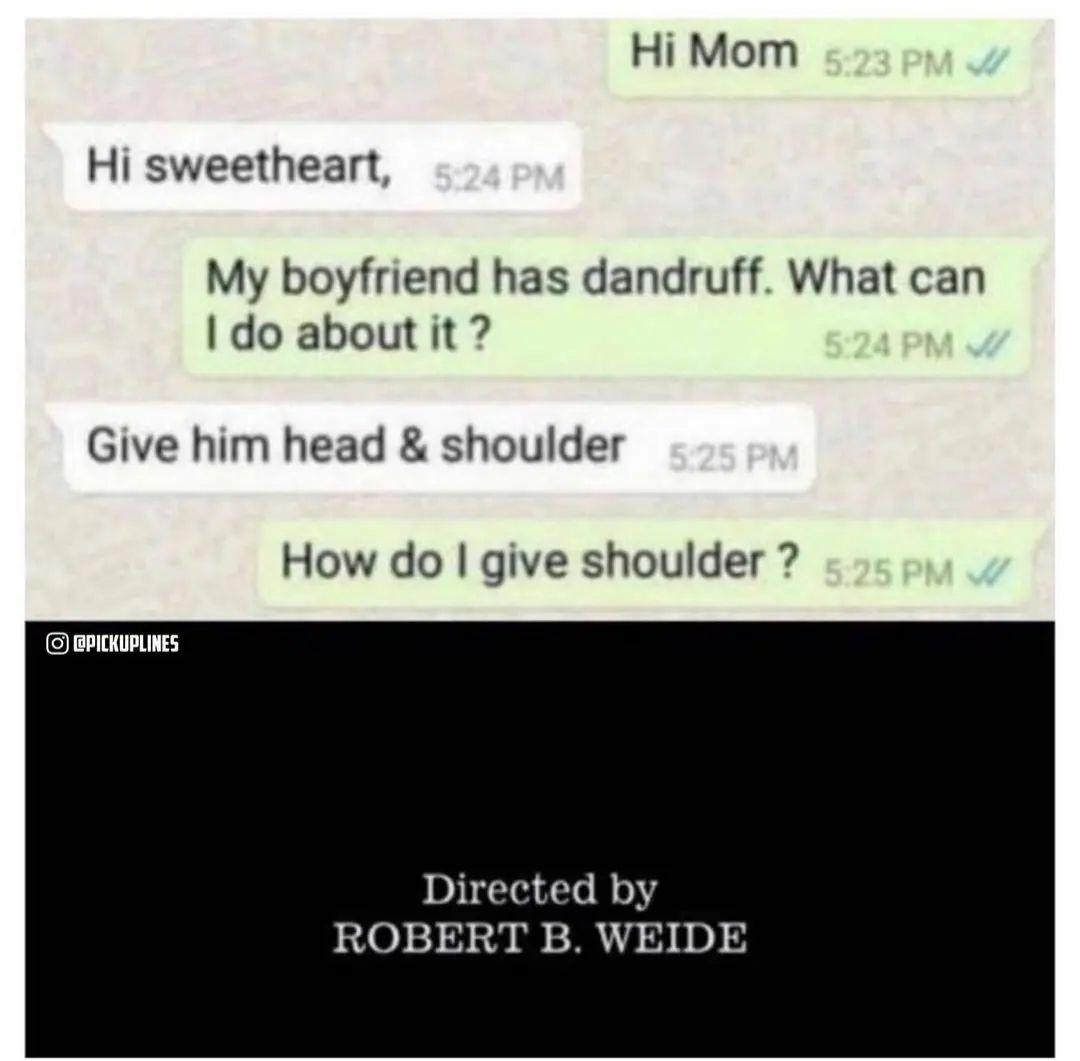 Hi Mom 5:23 PM
Hi sweetheart, 5:24 PM
My boyfriend has dandruff. What can
I do about it ? 5:24 PM
Give him head & shoulder 5:25 PM
How do I give shoulder ? 5:25 PM
@PICKUPLINES
Directed by
ROBERT B. WEIDE